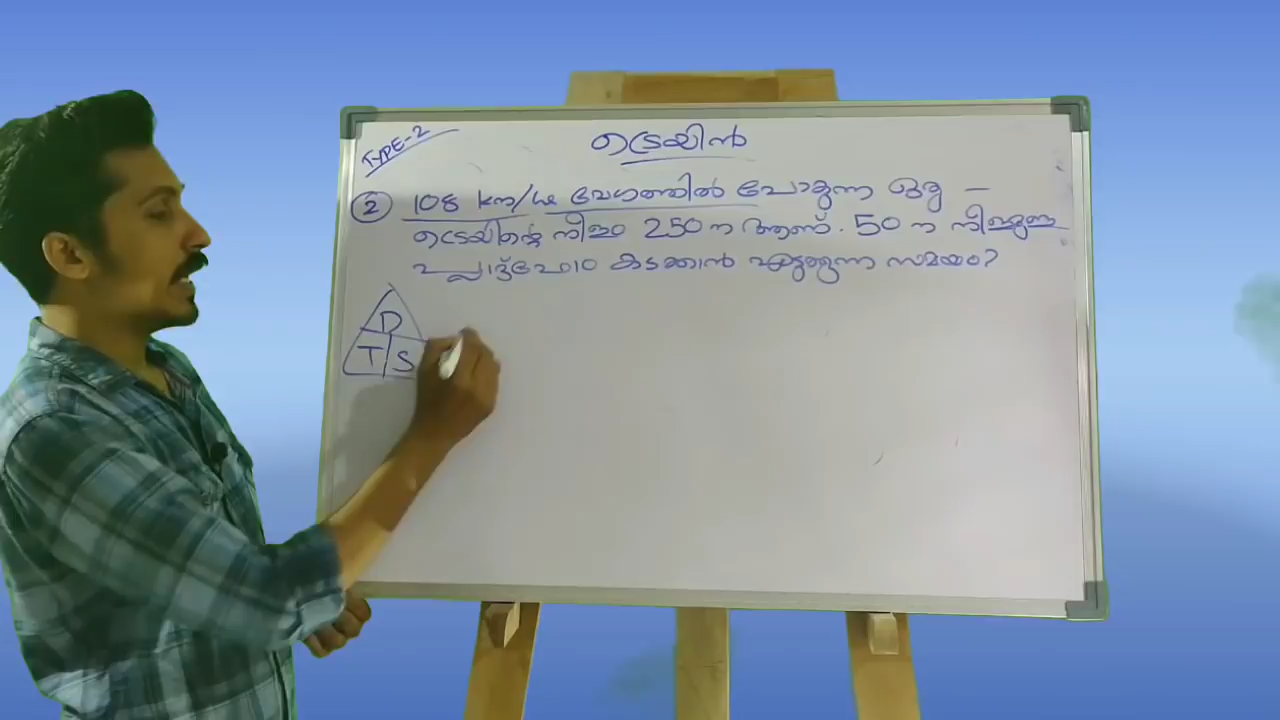 TYPE-2
ട്രെയിൻ
② 108 km/hr വേഗത്തിൽ പോകുന്ന ഒരു -
ട്രെയിന്റെ നീളം 250 m ആണ്. 50 m നീളമുള്ള
പ്ലാറ്റ്ഫോം കടക്കാൻ എടുക്കുന്ന സമയം?
D
T S